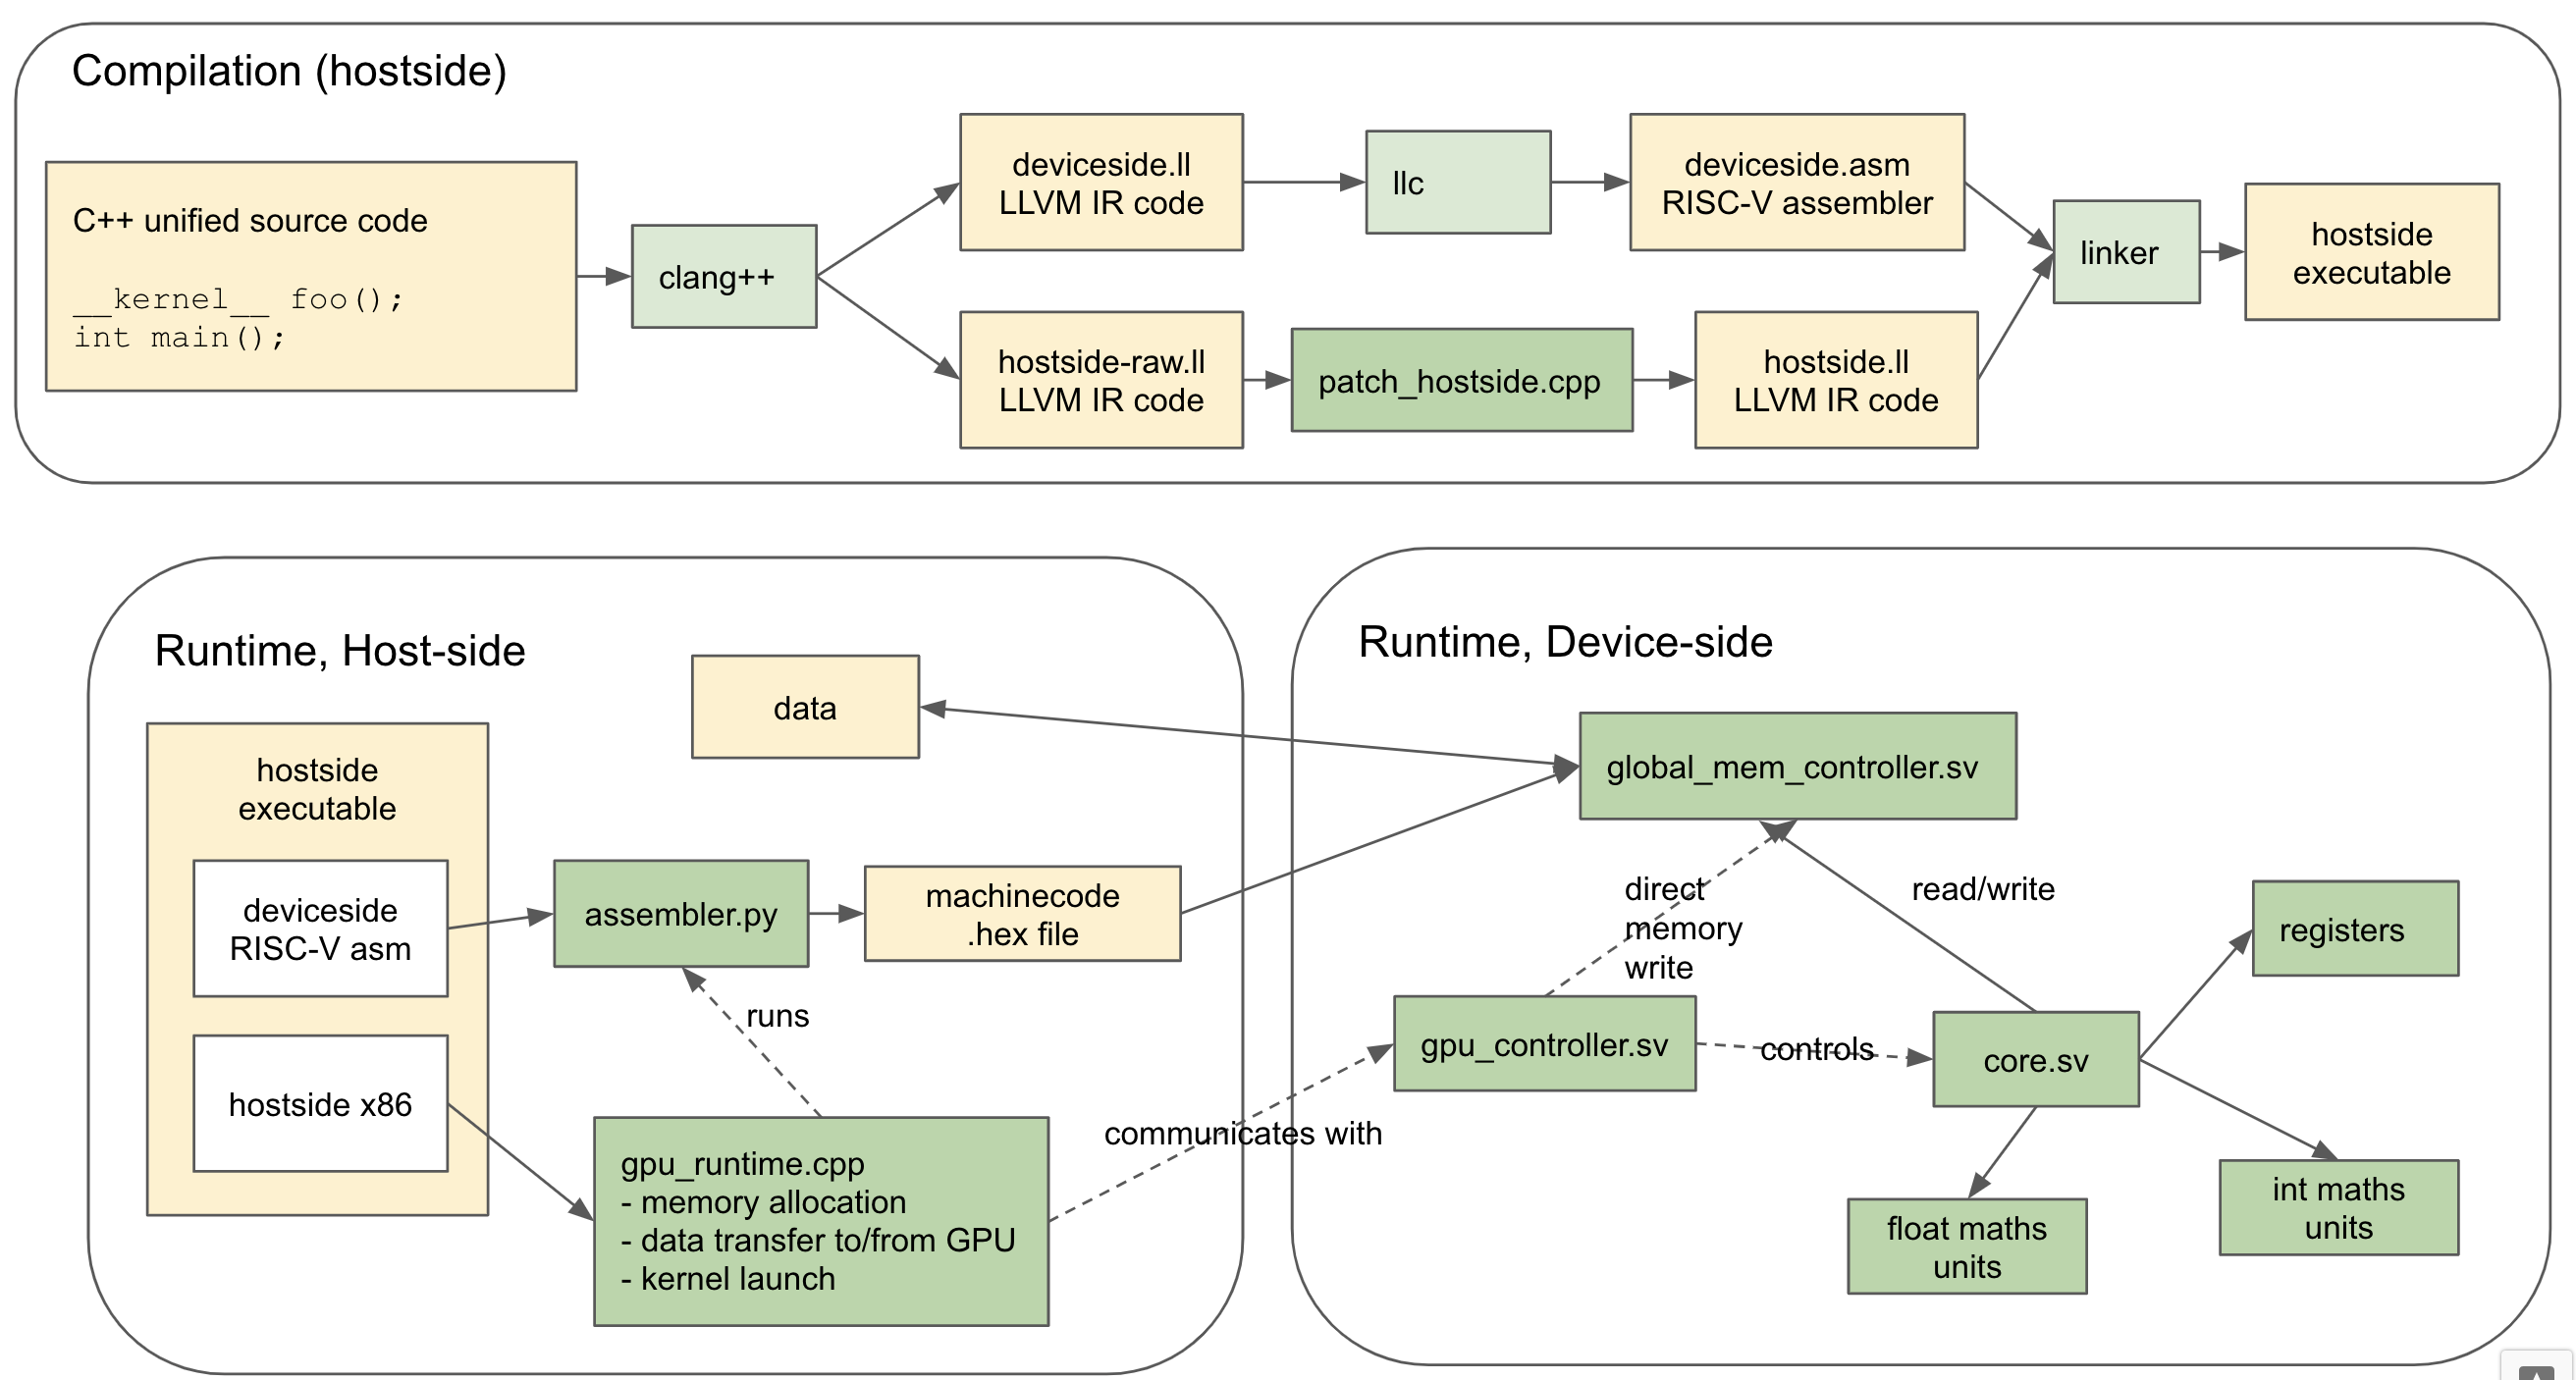 Compilation (hostside)
C++ unified source code
__kernel__ foo();
int main();
clang++
deviceside.ll
LLVM IR code
llc
deviceside.asm
RISC-V assembler
hostside-raw.ll
LLVM IR code
patch_hostside.cpp
hostside.ll
LLVM IR code
linker
hostside
executable
Runtime, Host-side
data
hostside
executable
deviceside
RISC-V asm
hostside x86
assembler.py
machinecode
.hex file
runs
gpu_runtime.cpp
- memory allocation
- data transfer to/from GPU
- kernel launch
communicates with
Runtime, Device-side
global_mem_controller.sv
direct
memory
write
read/write
gpu_controller.sv
controls
core.sv
registers
float maths
units
int maths
units